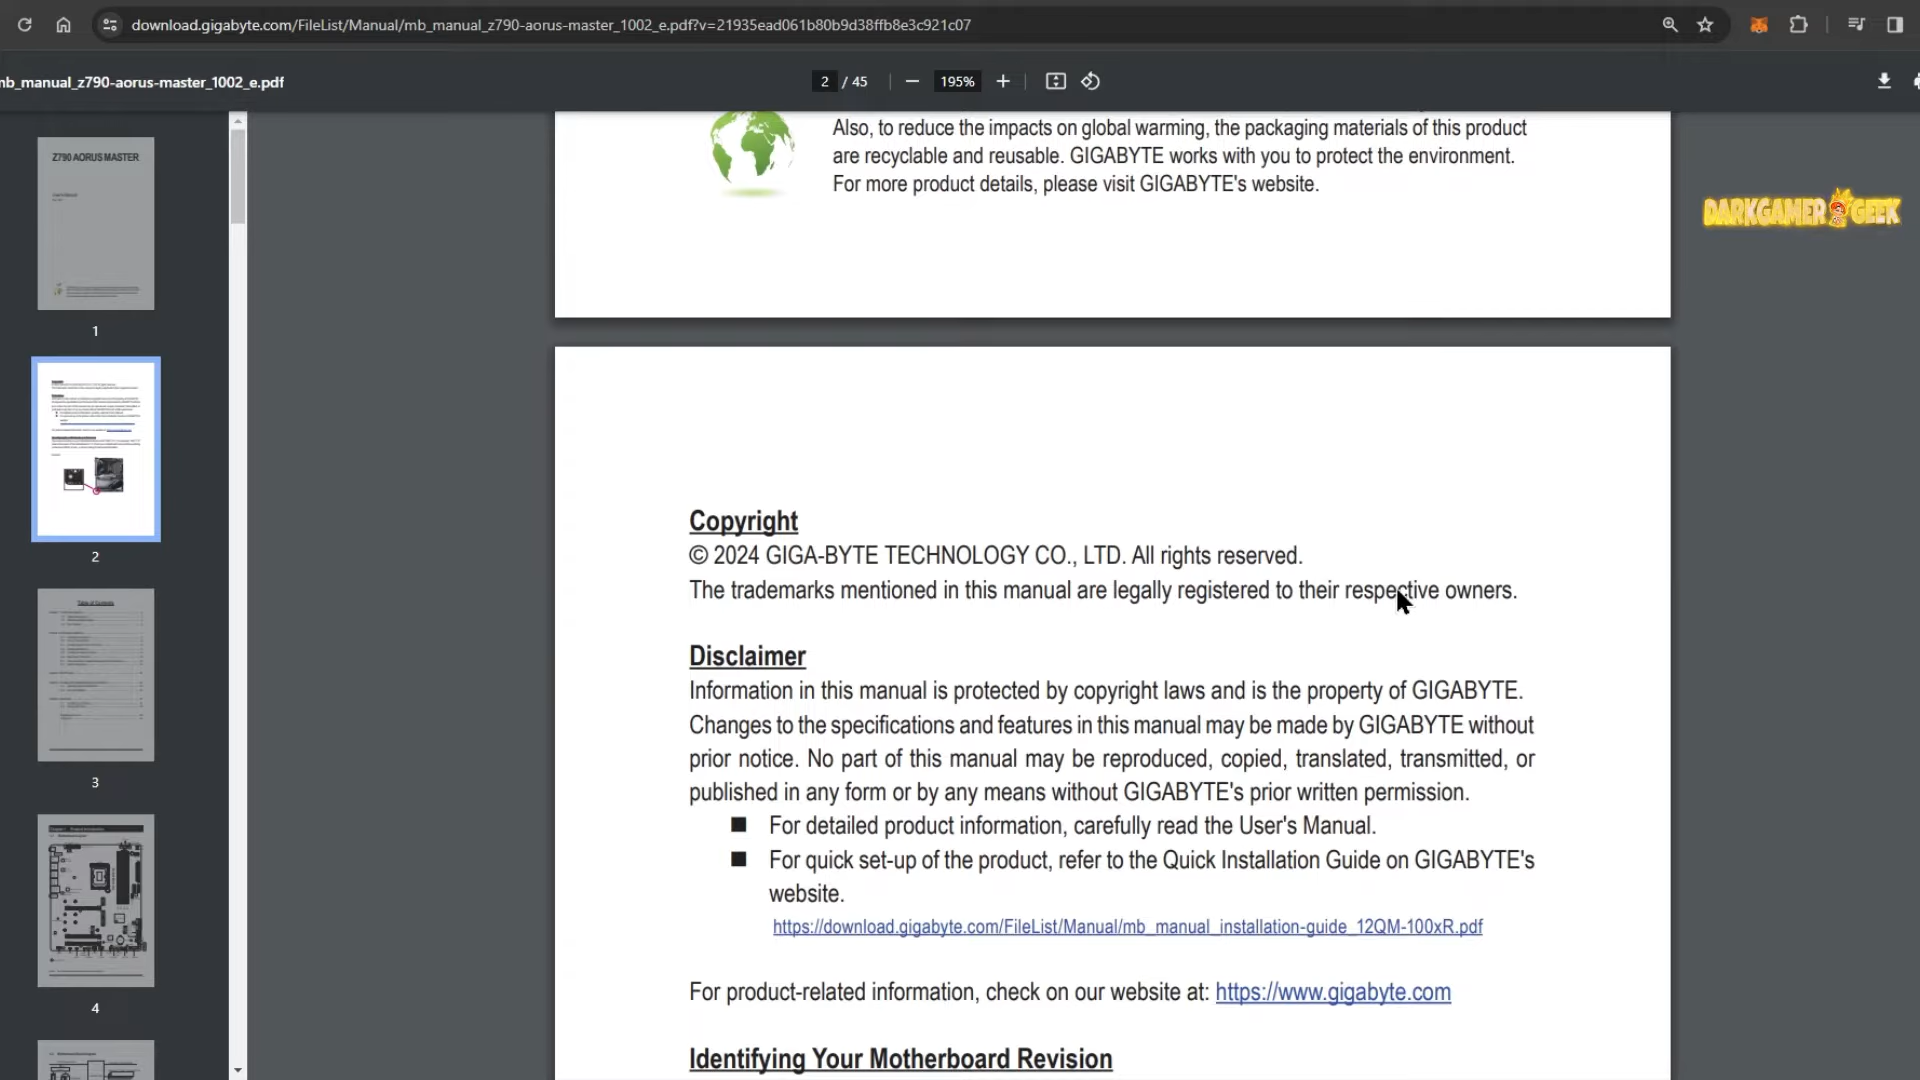 download.gigabyte.com/FileList/Manual/mb_manual_z790-aorus-master_1002_e.pdf?v=21935ead061b80b9d38ffb8e3c921c07
mb_manual_z790-aorus-master_1002_e.pdf
2 / 45
195%
Z790 AORUS MASTER
1
2
Table of Contents
3
4
Also, to reduce the impacts on global warming, the packaging materials of this product
are recyclable and reusable. GIGABYTE works with you to protect the environment.
For more product details, please visit GIGABYTE's website.
DARKGAMER GEEK
Copyright
© 2024 GIGA-BYTE TECHNOLOGY CO., LTD. All rights reserved.
The trademarks mentioned in this manual are legally registered to their respective owners.
Disclaimer
Information in this manual is protected by copyright laws and is the property of GIGABYTE.
Changes to the specifications and features in this manual may be made by GIGABYTE without
prior notice. No part of this manual may be reproduced, copied, translated, transmitted, or
published in any form or by any means without GIGABYTE's prior written permission.
■ For detailed product information, carefully read the User's Manual.
■ For quick set-up of the product, refer to the Quick Installation Guide on GIGABYTE's
website.
https://download.gigabyte.com/FileList/Manual/mb_manual_installation-guide_12QM-100xR.pdf
For product-related information, check on our website at: https://www.gigabyte.com
Identifying Your Motherboard Revision